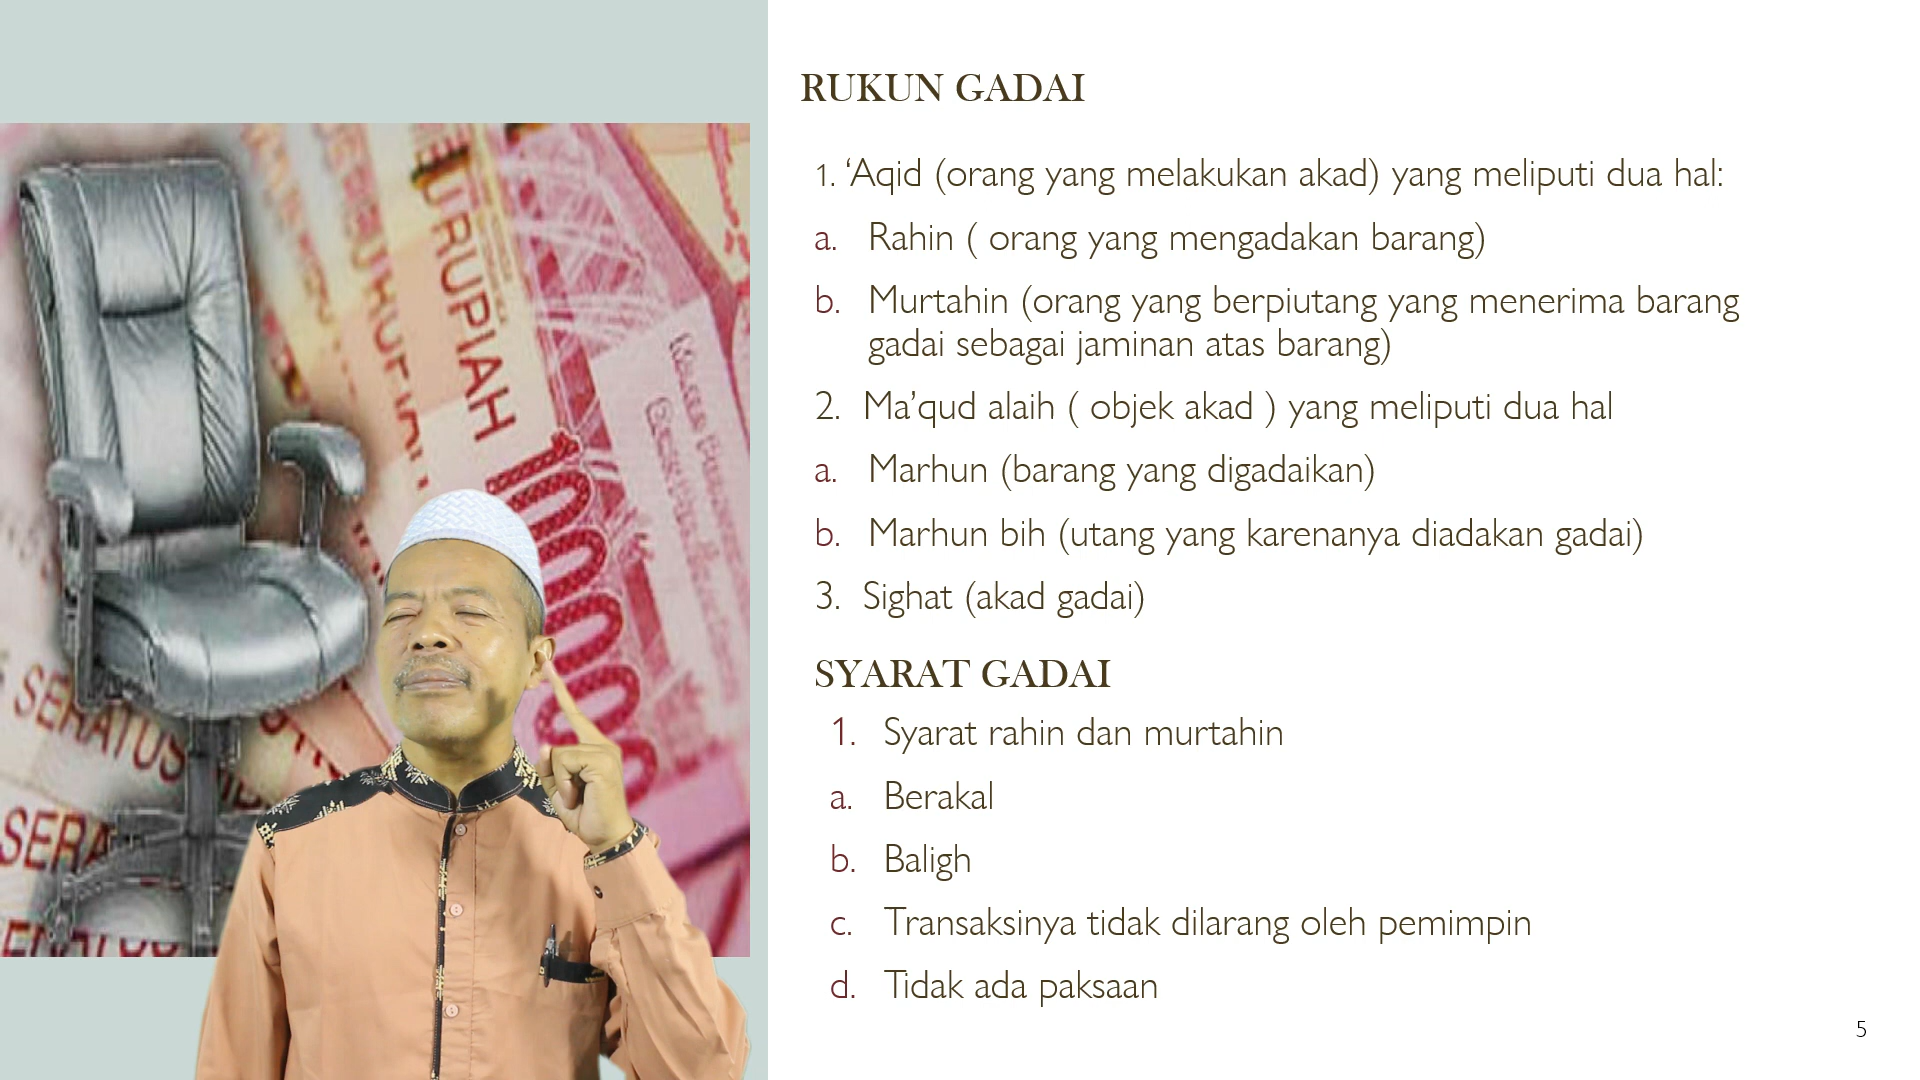 RUKUN GADAI
1. ‘Aqid (orang yang melakukan akad) yang meliputi dua hal:
a. Rahin ( orang yang mengadakan barang)
b. Murtahin (orang yang berpiutang yang menerima barang
gadai sebagai jaminan atas barang)
2. Ma’qud alaih ( objek akad ) yang meliputi dua hal
a. Marhun (barang yang digadaikan)
b. Marhun bih (utang yang karenanya diadakan gadai)
3. Sighat (akad gadai)
SYARAT GADAI
1. Syarat rahin dan murtahin
a. Berakal
b. Baligh
c. Transaksinya tidak dilarang oleh pemimpin
d. Tidak ada paksaan
5
RUPIAH
SERATUS